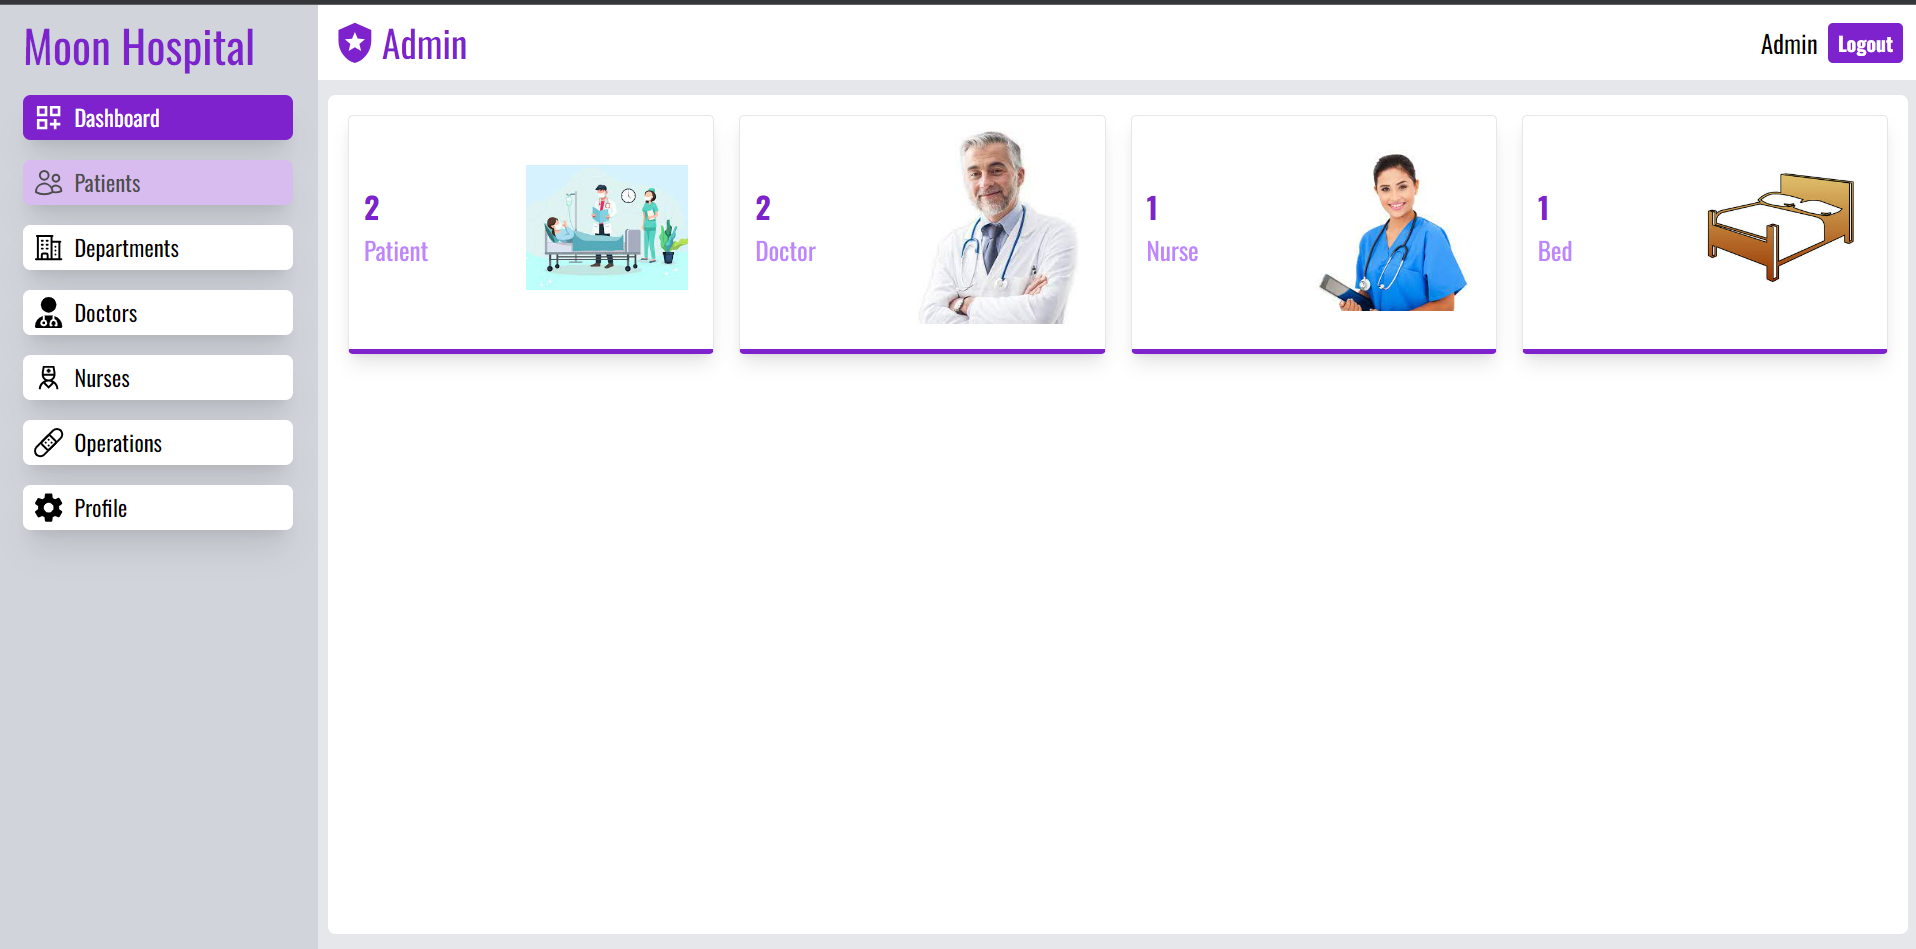 Moon Hospital
Dashboard
Patients
Departments
Doctors
Nurses
Operations
Profile
Admin
Admin
Logout
2
Patient
2
Doctor
1
Nurse
1
Bed